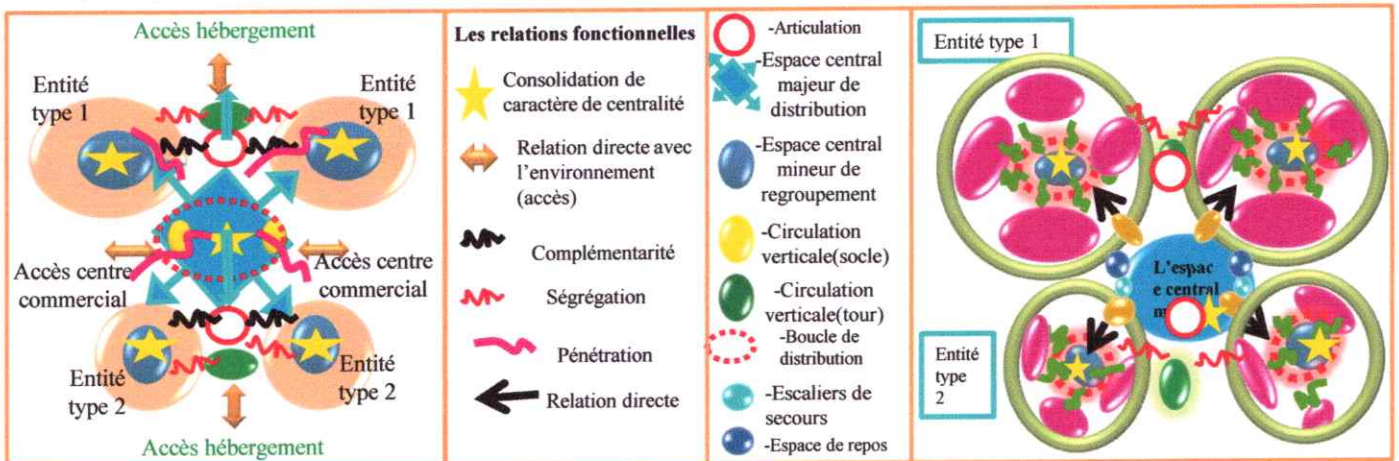 Accès hébergement
Entité
type 1
Entité
type 1
Accès centre
commercial
Accès centre
commercial
Entité
type 2
Entité
type 2
Accès hébergement
Les relations fonctionnelles
Consolidation de
caractère de centralité
Relation directe avec
l'environnement
(accès)
Complémentarité
Ségrégation
Pénétration
Relation directe
-Articulation
-Espace central
majeur de
distribution
-Espace central
mineur de
regroupement
-Circulation
verticale(socle)
-Circulation
verticale(tour)
-Boucle de
distribution
-Escaliers de
secours
-Espace de repos
Entité type 1
L'espac
e central
Entité
type
2